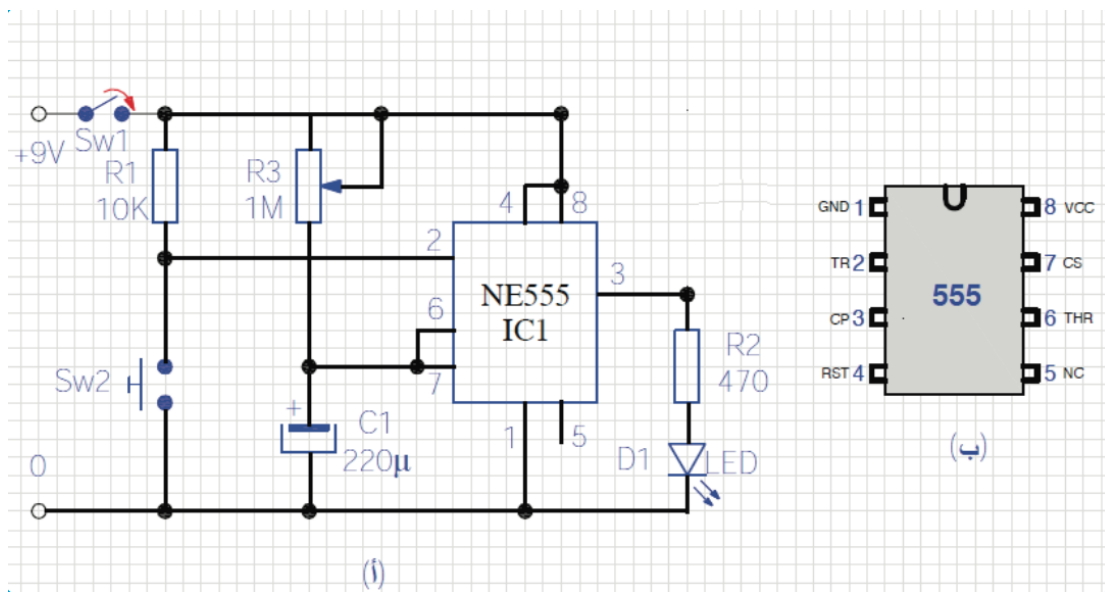 +9V
Sw1
R1
10K
R3
1M
4
8
2
6
7
NE555
IC1
3
R2
470
Sw2
+
C1
220μ
1
5
D1
LED
0
(أ)
GND 1
8 VCC
TR 2
7 CS
555
CP 3
6 THR
RST 4
5 NC
(ب)